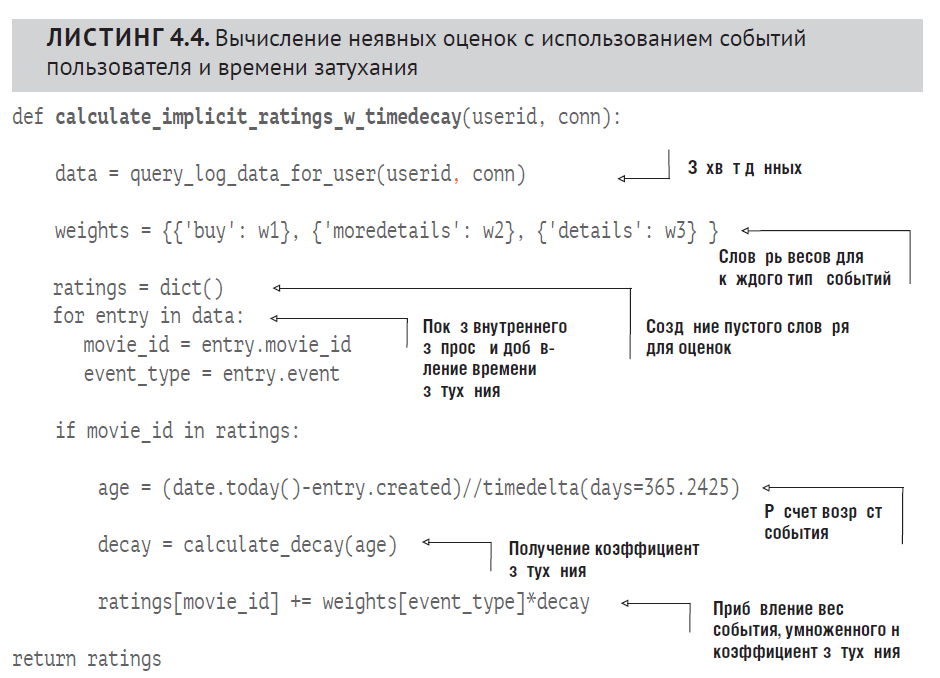 ЛИСТИНГ 4.4. Вычисление неявных оценок с использованием событий
пользователя и времени затухания
def calculate_implicit_ratings_w_timedecay(userid, conn):
data = query_log_data_for_user(userid, conn)
З хв т д нных
weights = {{'buy': w1}, {'moredetails': w2}, {'details': w3} }
Слов рь весов для
к ждого тип событий
ratings = dict()
for entry in data:
movie_id = entry.movie_id
event_type = entry.event
Пок з внутреннего
з прос и доб в-
ление времени
з тух ния
Созд ние пустого слов ря
для оценок
if movie_id in ratings:
age = (date.today()-entry.created)//timedelta(days=365.2425)
Р счет возр ст
события
decay = calculate_decay(age)
Получение коэффициент
з тух ния
ratings[movie_id] += weights[event_type]*decay
Приб вление вес
события, умноженного н
коэффициент з тух ния
return ratings